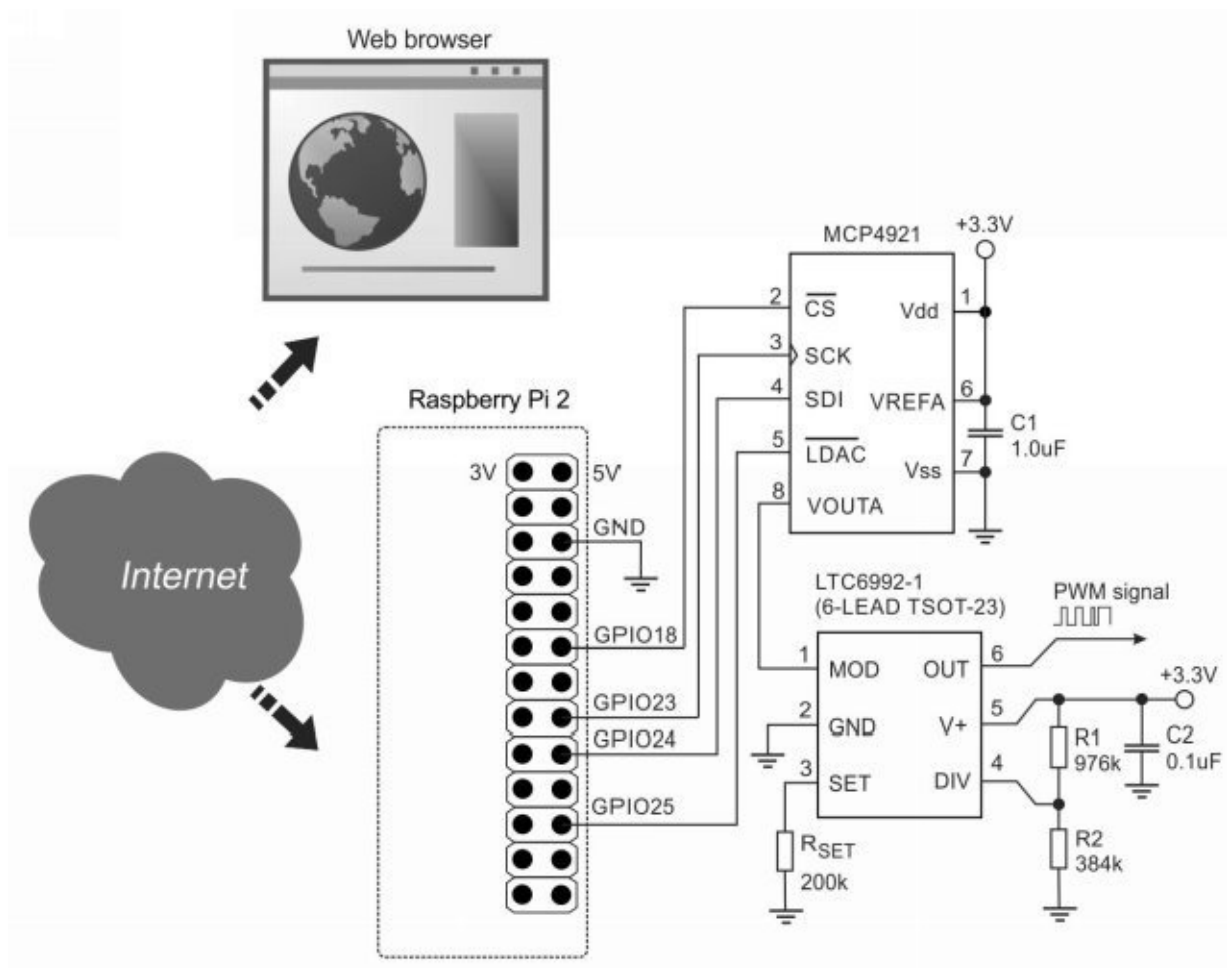 Web browser
Internet
Raspberry Pi 2
3V
5V
GND
GPIO18
GPIO23
GPIO24
GPIO25
MCP4921
+3.3V
2
CS
3
SCK
4
SDI
5
LDAC
8
VOUTA
Vdd
1
VREFA
6
Vss
7
C1
1.0uF
LTC6992-1
(6-LEAD TSOT-23)
1
MOD
2
GND
3
SET
OUT
6
V+
5
DIV
4
PWM signal
+3.3V
R1
976k
C2
0.1uF
R2
384k
RSET
200k